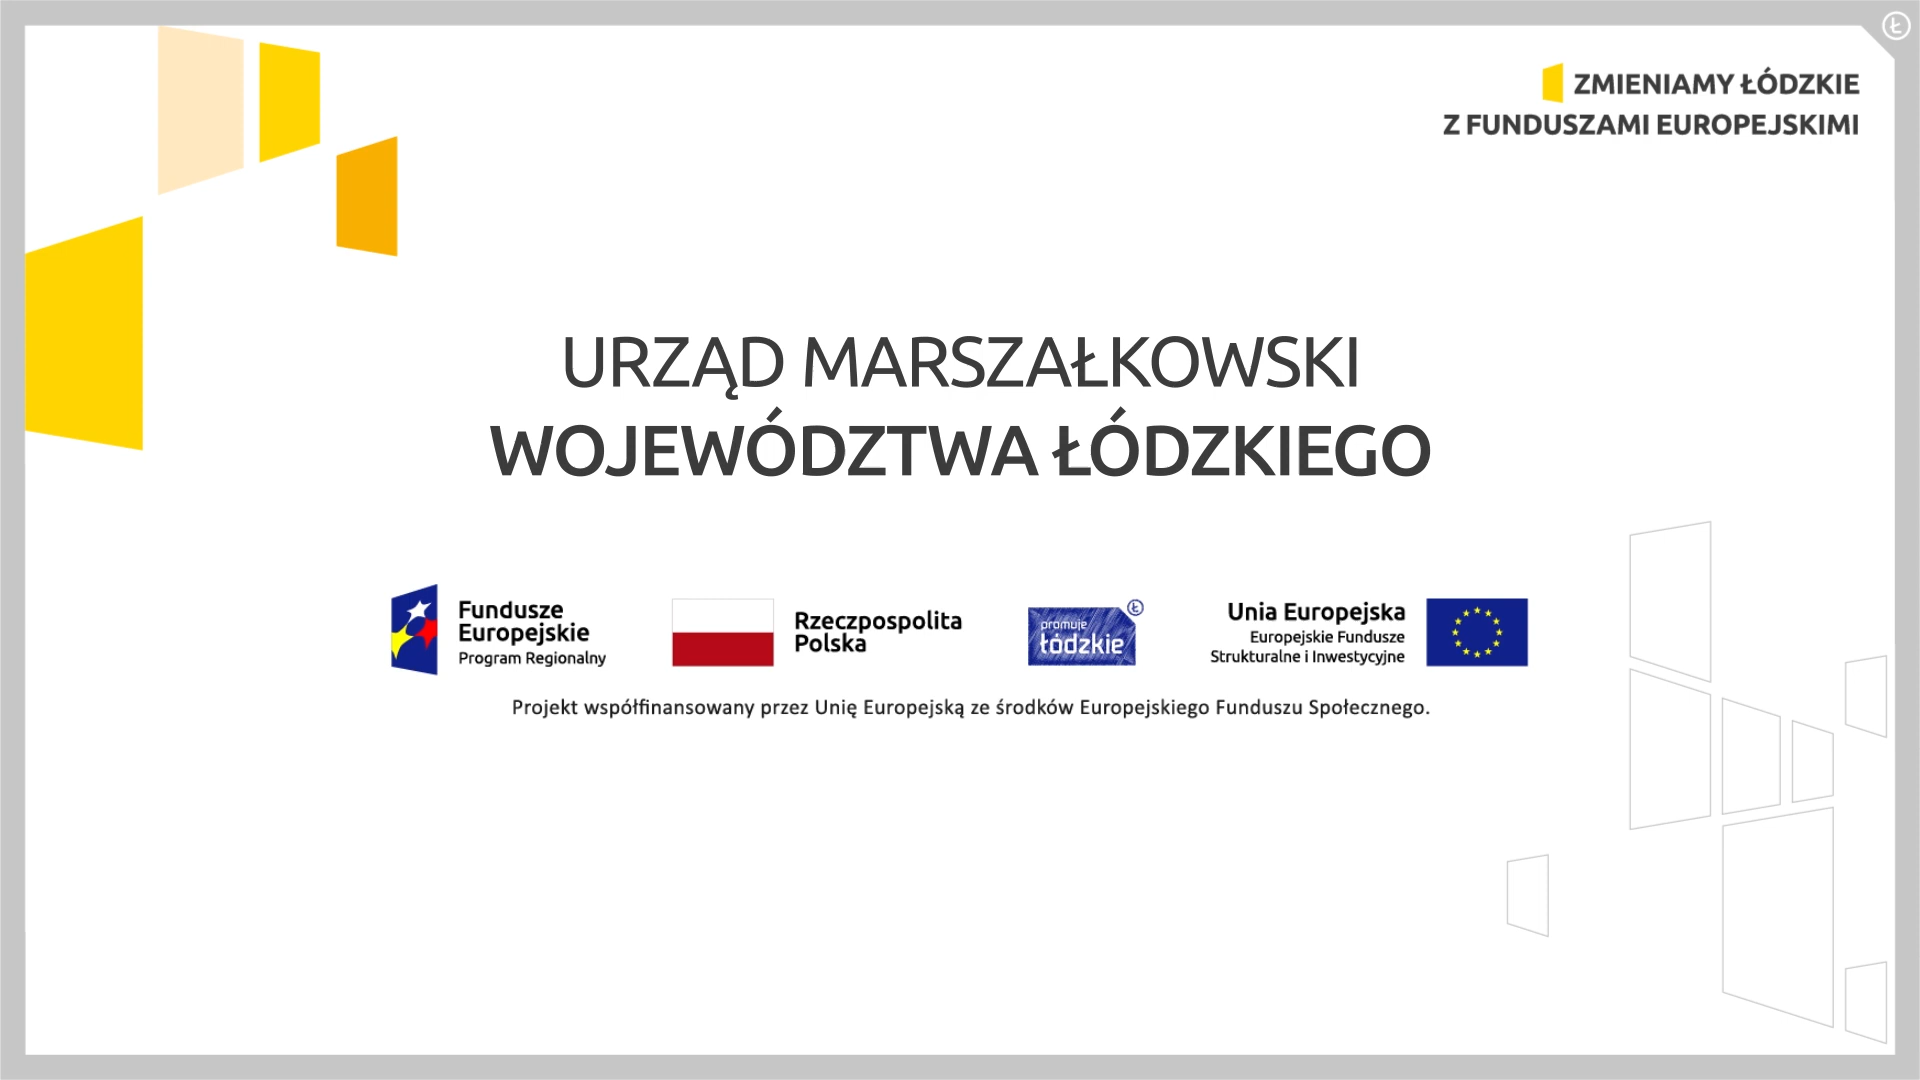 Ł
ZMIENIAMY ŁÓDZKIE
Z FUNDUSZAMI EUROPEJSKIMI
URZĄD MARSZAŁKOWSKI
WOJEWÓDZTWA ŁÓDZKIEGO
Fundusze
Europejskie
Program Regionalny
Rzeczpospolita
Polska
Ł
promuje
łódzkie
Unia Europejska
Europejskie Fundusze
Strukturalne i Inwestycyjne
Projekt współfinansowany przez Unię Europejską ze środków Europejskiego Funduszu Społecznego.